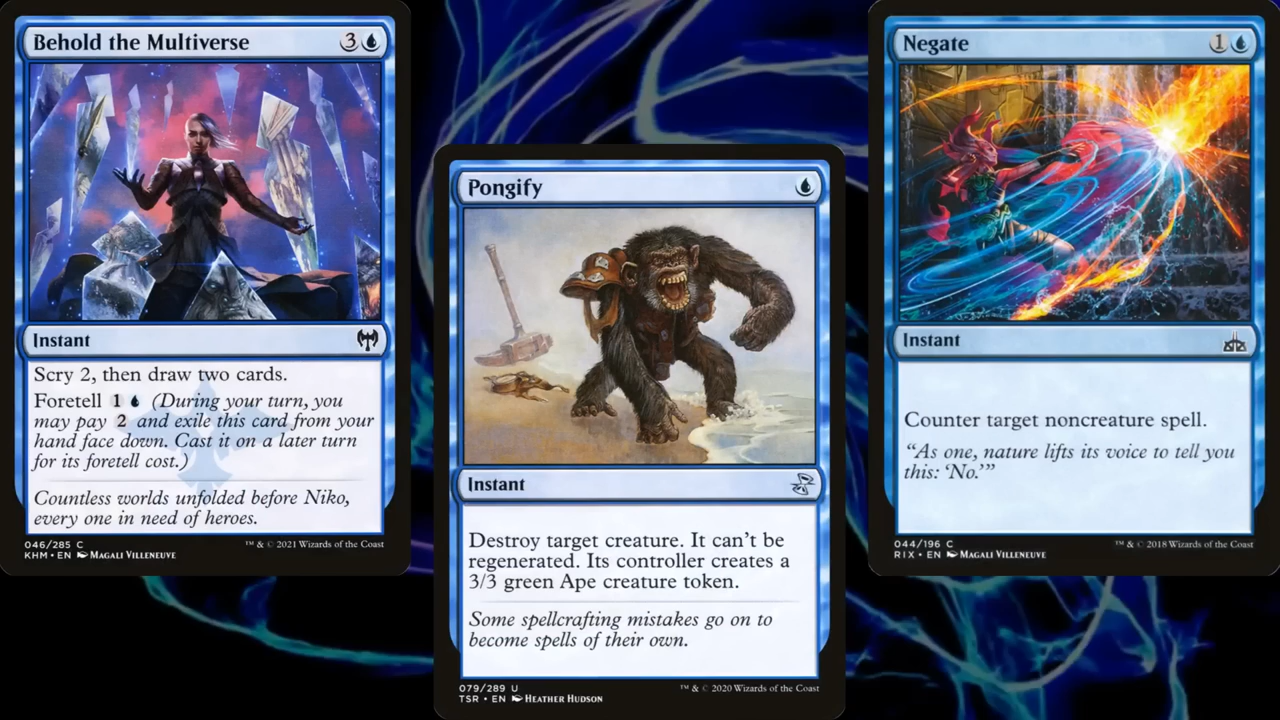 Behold the Multiverse 3
Instant
Scry 2, then draw two cards.
Foretell 1 (During your turn, you
may pay 2 and exile this card from your
hand face down. Cast it on a later turn
for its foretell cost.)
Countless worlds unfolded before Niko,
every one in need of heroes.
046/285 C
KHM • EN Magali Villeneuve
™ & © 2021 Wizards of the Coast
Pongify
Instant
Destroy target creature. It can't be
regenerated. Its controller creates a
3/3 green Ape creature token.
Some spellcrafting mistakes go on to
become spells of their own.
079/289 U
TSR • EN Heather Hudson
™ & © 2020 Wizards of the Coast
Negate 1
Instant
Counter target noncreature spell.
"As one, nature lifts its voice to tell you
this: 'No.'"
044/196 C
RIX • EN Magali Villeneuve
™ & © 2018 Wizards of the Coast